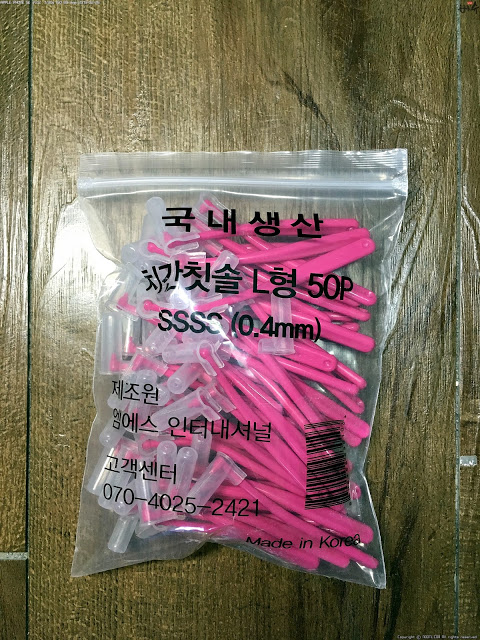 국내생산
치간칫솔 L형 50P
SSSS (0.4mm)
제조원
엠에스 인터내셔널
고객센터
070-4025-2421
Made in Korea